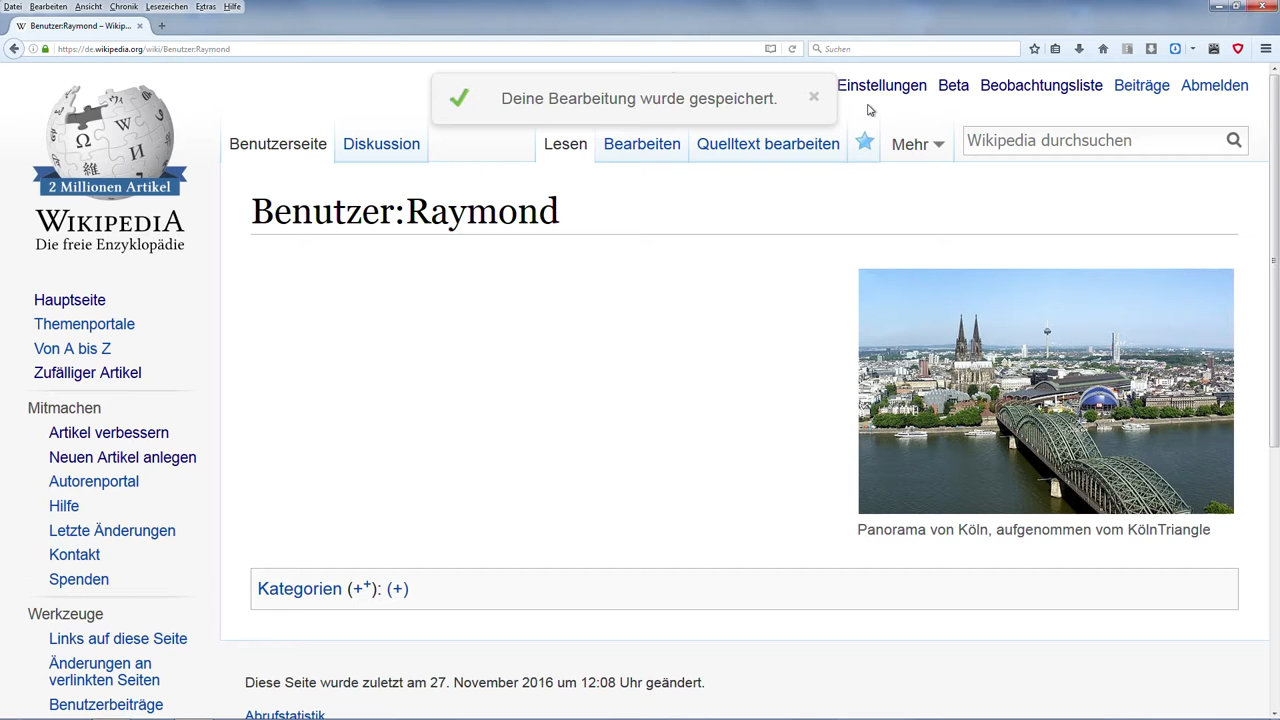 Datei Bearbeiten Ansicht Chronik Lesezeichen Extras Hilfe
W Benutzer:Raymond – Wikip...
https://de.wikipedia.org/wiki/Benutzer:Raymond
Suchen
Deine Bearbeitung wurde gespeichert.
Einstellungen Beta Beobachtungsliste Beiträge Abmelden
Benutzerseite Diskussion Lesen Bearbeiten Quelltext bearbeiten Mehr
Wikipedia durchsuchen
2 Millionen Artikel
WIKIPEDIA
Die freie Enzyklopädie
Hauptseite
Themenportale
Von A bis Z
Zufälliger Artikel
Mitmachen
Artikel verbessern
Neuen Artikel anlegen
Autorenportal
Hilfe
Letzte Änderungen
Kontakt
Spenden
Werkzeuge
Links auf diese Seite
Änderungen an
verlinkten Seiten
Benutzerbeiträge
Benutzer:Raymond
Panorama von Köln, aufgenommen vom KölnTriangle
Kategorien (++): (+)
Diese Seite wurde zuletzt am 27. November 2016 um 12:08 Uhr geändert.
Abrufstatistik